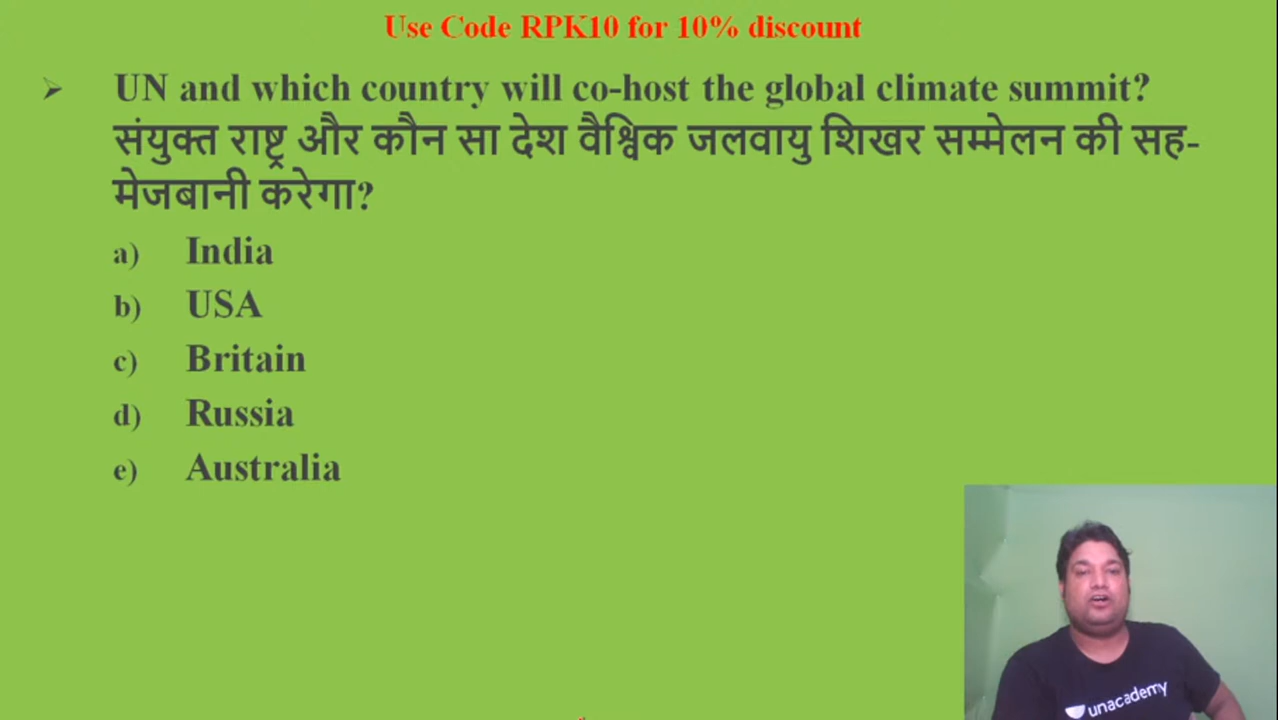 Use Code RPK10 for 10% discount
➢ UN and which country will co-host the global climate summit?
संयुक्त राष्ट्र और कौन सा देश वैश्विक जलवायु शिखर सम्मेलन की सह-
मेजबानी करेगा?
a) India
b) USA
c) Britain
d) Russia
e) Australia
unacademy